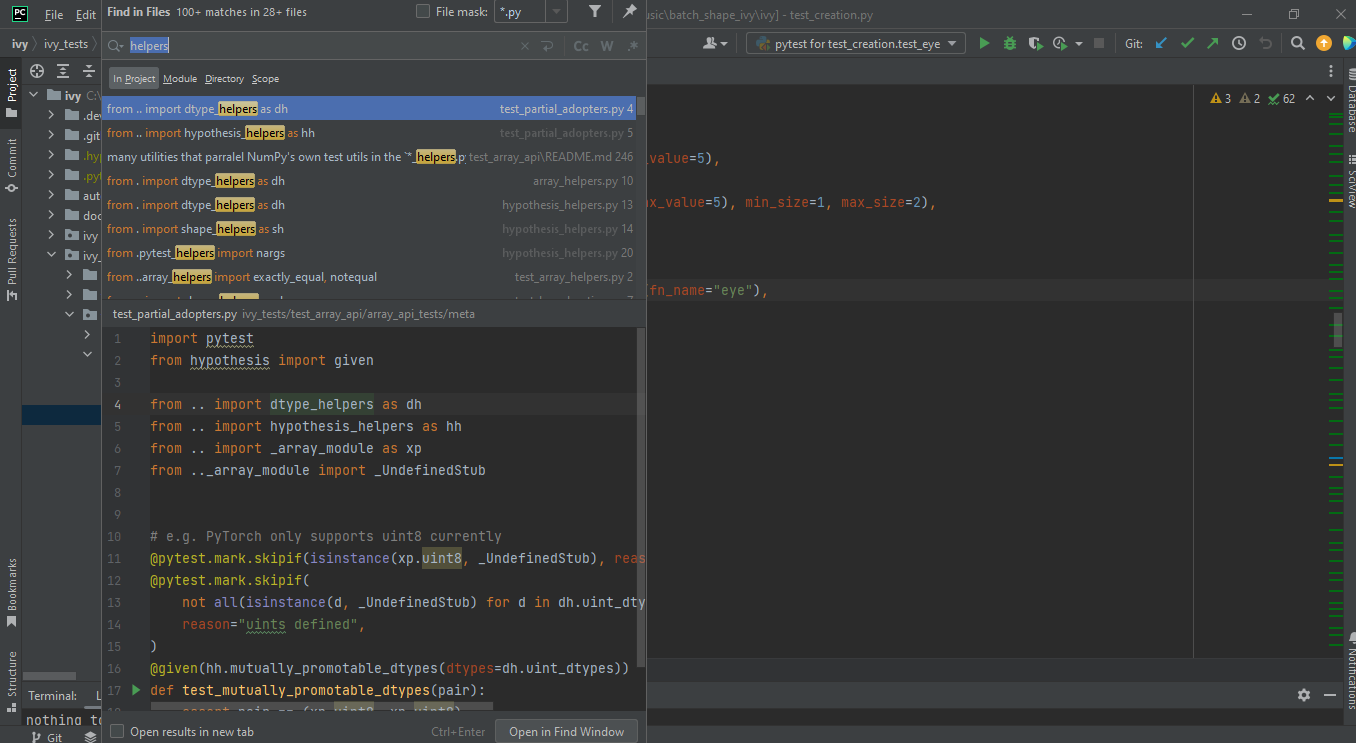 PC File Edit
Find in Files 100+ matches in 28+ files File mask: *.py
usic\batch_shape_ivy\ivy] - test_creation.py
ivy ivy_tests
helpers
Cc W .*
pytest for test_creation.test_eye
Git:
In Project Module Directory Scope
from .. import dtype_helpers as dh test_partial_adopters.py 4
from .. import hypothesis_helpers as hh test_partial_adopters.py 5
many utilities that parralel NumPy's own test utils in the `*_helpers.p test_array_api\README.md 246
from . import dtype_helpers as dh array_helpers.py 10
from . import dtype_helpers as dh hypothesis_helpers.py 13
from . import shape_helpers as sh hypothesis_helpers.py 14
from .pytest_helpers import nargs hypothesis_helpers.py 20
from ..array_helpers import exactly_equal, notequal test_array_helpers.py 2
test_partial_adopters.py ivy_tests/test_array_api/array_api_tests/meta
1 import pytest
2 from hypothesis import given
3
4 from .. import dtype_helpers as dh
5 from .. import hypothesis_helpers as hh
6 from .. import _array_module as xp
7 from .._array_module import _UndefinedStub
8
9
10 # e.g. PyTorch only supports uint8 currently
11 @pytest.mark.skipif(isinstance(xp.uint8, _UndefinedStub), reas
12 @pytest.mark.skipif(
13 not all(isinstance(d, _UndefinedStub) for d in dh.uint_dty
14 reason="uints defined",
15 )
16 @given(hh.mutually_promotable_dtypes(dtypes=dh.uint_dtypes))
17 def test_mutually_promotable_dtypes(pair):
Open results in new tab Ctrl+Enter Open in Find Window
Project
Commit
Pull Requests
Bookmarks
Structure
ivy C:\
.dev
.git
.hy
.py
aut
doc
ivy
ivy_
_value=5),
ax_value=5), min_size=1, max_size=2),
(fn_name="eye"),
3 2 62
Database
SciView
Notifications
Terminal: L
nothing to
Git